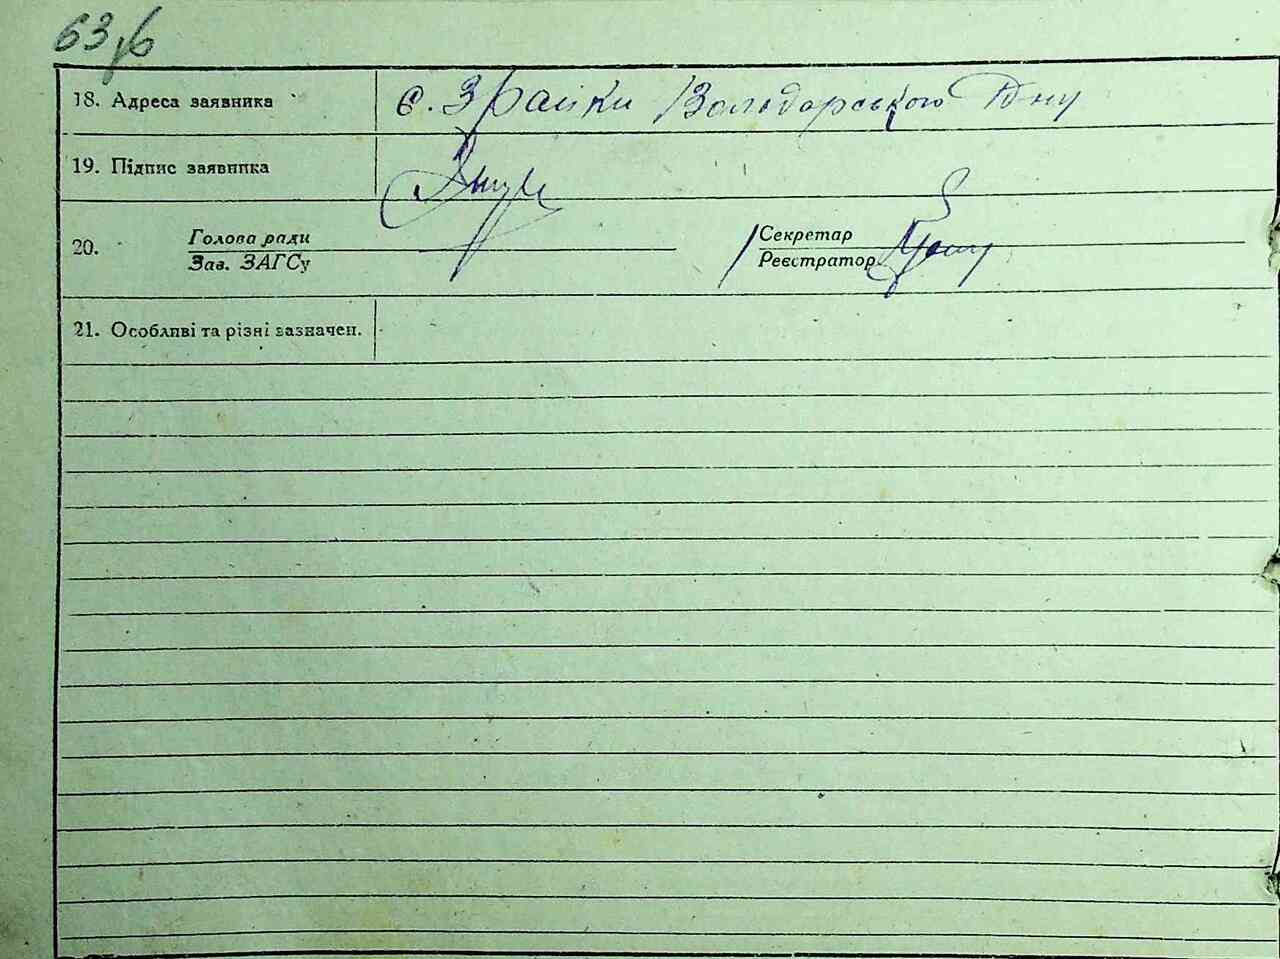 63
18. Адреса заявника с. Зрайки Володарського Р-ну
19. Підпис заявника
20. Голова ради Секретар
Зав. ЗАГСу Реєстратор
21. Особливі та різні зазначен.